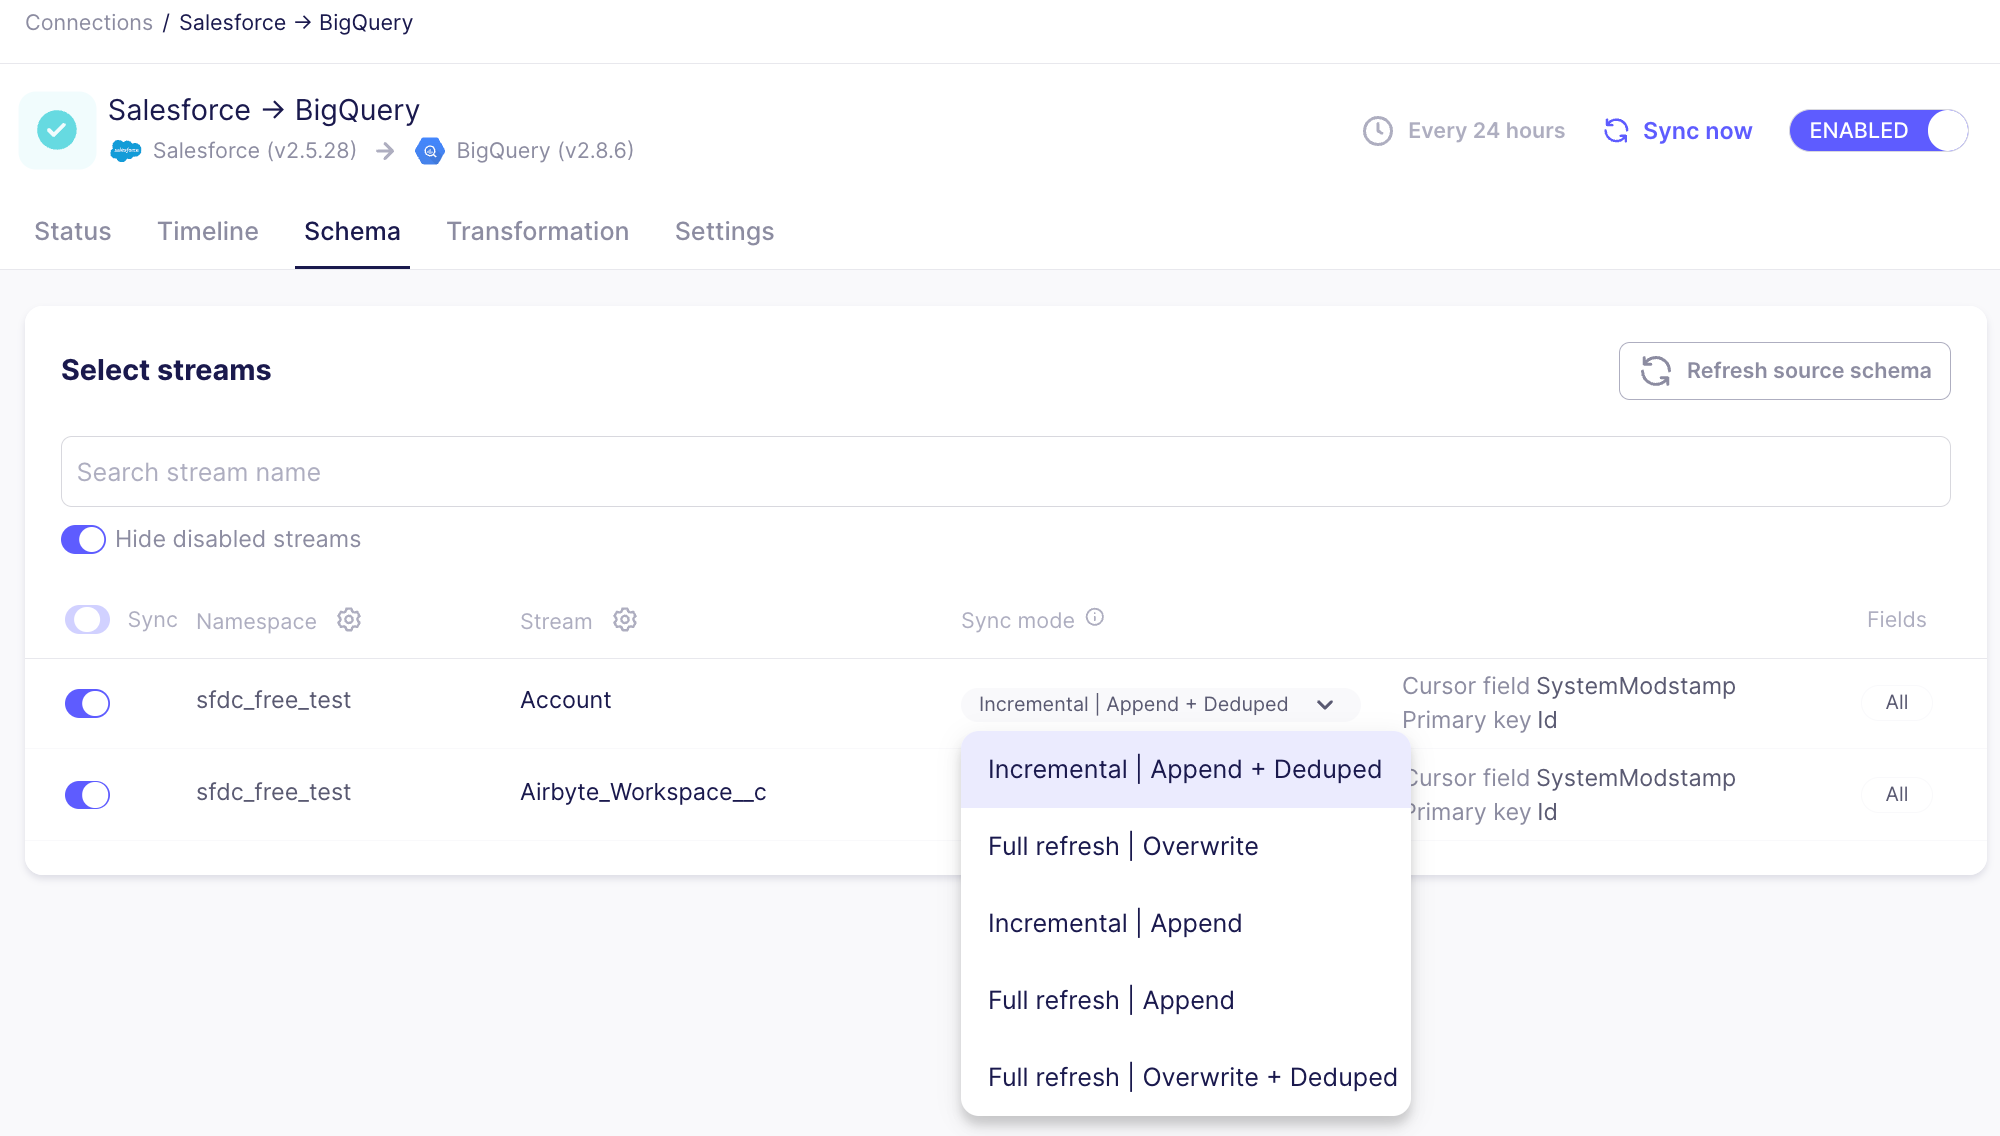 Connections / Salesforce → BigQuery
Salesforce → BigQuery
Salesforce (v2.5.28) → BigQuery (v2.8.6)
Every 24 hours
Sync now
ENABLED
Status Timeline Schema Transformation Settings
Select streams
Refresh source schema
Search stream name
Hide disabled streams
Sync Namespace Stream Sync mode Fields
sfdc_free_test Account Incremental | Append + Deduped Cursor field SystemModstamp All
Primary key Id
Incremental | Append + Deduped
sfdc_free_test Airbyte_Workspace__c Cursor field SystemModstamp All
Primary key Id
Full refresh | Overwrite
Incremental | Append
Full refresh | Append
Full refresh | Overwrite + Deduped